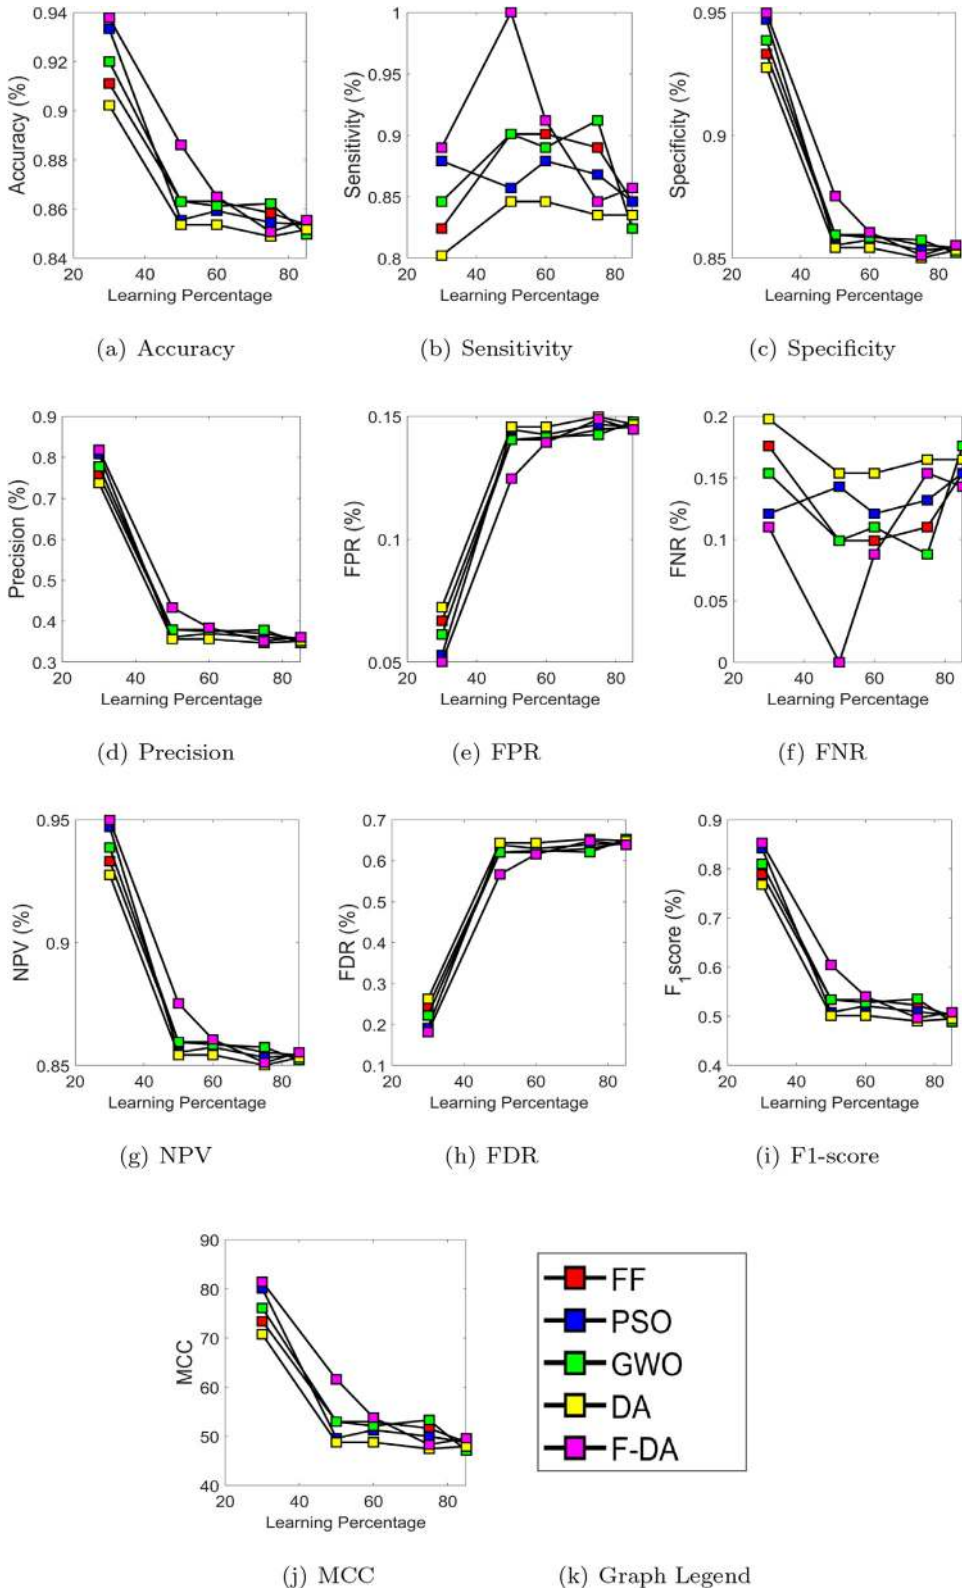 0.94
0.92
0.9
0.88
0.86
0.84
Accuracy (%)
20 40 60 80
Learning Percentage
(a) Accuracy
1
0.95
0.9
0.85
0.8
Sensitivity (%)
20 40 60 80
Learning Percentage
(b) Sensitivity
0.95
0.9
0.85
Specificity (%)
20 40 60 80
Learning Percentage
(c) Specificity
0.9
0.8
0.7
0.6
0.5
0.4
0.3
Precision (%)
20 40 60 80
Learning Percentage
(d) Precision
0.15
0.1
0.05
FPR (%)
20 40 60 80
Learning Percentage
(e) FPR
0.2
0.15
0.1
0.05
0
FNR (%)
20 40 60 80
Learning Percentage
(f) FNR
0.95
0.9
0.85
NPV (%)
20 40 60 80
Learning Percentage
(g) NPV
0.7
0.6
0.5
0.4
0.3
0.2
0.1
FDR (%)
20 40 60 80
Learning Percentage
(h) FDR
0.9
0.8
0.7
0.6
0.5
0.4
F1score (%)
20 40 60 80
Learning Percentage
(i) F1-score
90
80
70
60
50
40
MCC
20 40 60 80
Learning Percentage
(j) MCC
FF
PSO
GWO
DA
F-DA
(k) Graph Legend